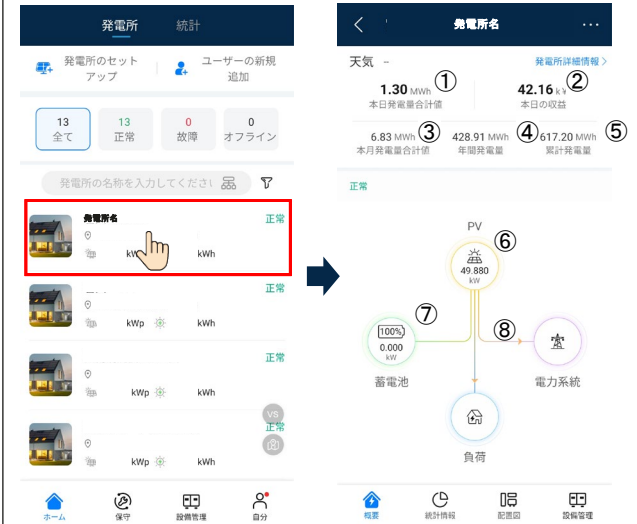 発電所 統計
発電所のセット
アップ
ユーザーの新規
追加
13
全て
13
正常
0
故障
0
オフライン
発電所の名称を入力してくださ
発電所名
正常
kW kWh
正常
kWp kWh
正常
kWp kWh
VS
正常
kWp kWh
ホーム 保守 設備管理 自分
発電所名 ...
天気 - 発電所詳細情報 >
1.30 MWh ①
本日発電量合計値
42.16 k¥ ②
本日の収益
6.83 MWh ③
本月発電量合計値
428.91 MWh ④
年間発電量
617.20 MWh ⑤
累計発電量
正常
PV
⑥
49.880
kW
⑦
100%
0.000
kW
蓄電池
⑧
電力系統
負荷
概要 統計情報 配置図 設備管理